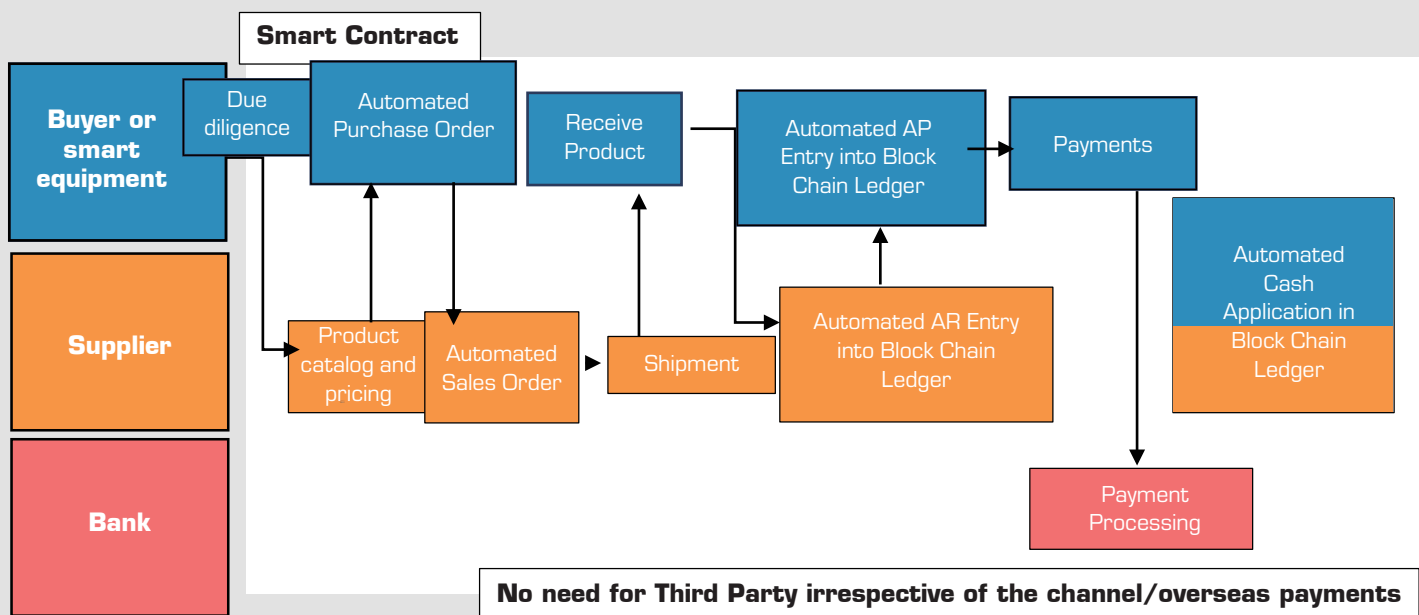 Smart Contract
Buyer or
smart
equipment
Due
diligence
Automated
Purchase Order
Receive
Product
Automated AP
Entry into Block
Chain Ledger
Payments
Supplier
Product
catalog and
pricing
Automated
Sales Order
Shipment
Automated AR Entry
into Block Chain
Ledger
Automated
Cash
Application in
Block Chain
Ledger
Bank
Payment
Processing
No need for Third Party irrespective of the channel/overseas payments